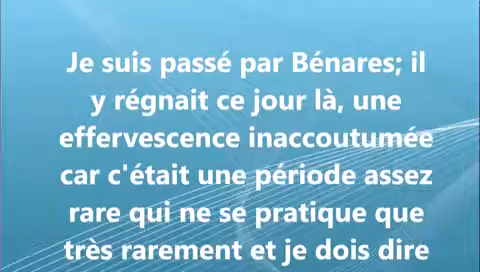 Je suis passé par Bénares; il
y régnait ce jour là, une
effervescence inaccoutumée
car c'était une période assez
rare qui ne se pratique que
très rarement et je dois dire